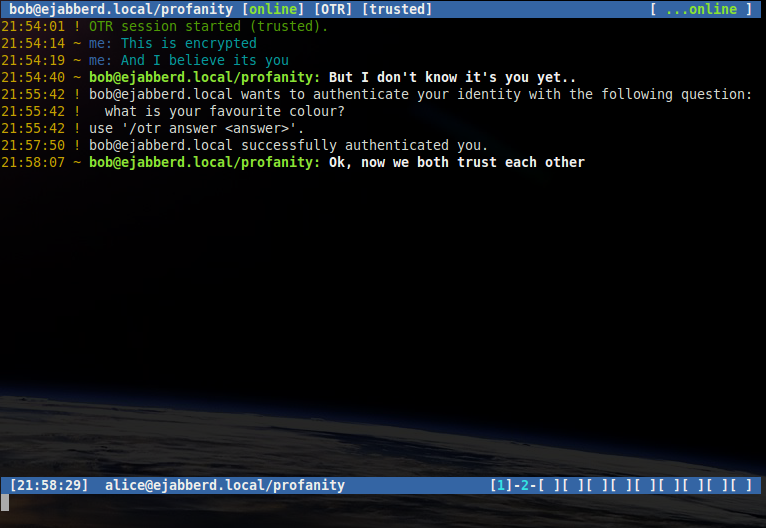 bob@ejabberd.local/profanity [online] [OTR] [trusted] [ ...online ]
21:54:01 ! OTR session started (trusted).
21:54:14 ~ me: This is encrypted
21:54:19 ~ me: And I believe its you
21:54:40 ~ bob@ejabberd.local/profanity: But I don't know it's you yet..
21:55:42 ! bob@ejabberd.local wants to authenticate your identity with the following question:
21:55:42 !   what is your favourite colour?
21:55:42 ! use '/otr answer <answer>'.
21:57:50 ! bob@ejabberd.local successfully authenticated you.
21:58:07 ~ bob@ejabberd.local/profanity: Ok, now we both trust each other
[21:58:29]  alice@ejabberd.local/profanity [1]-2-[ ][ ][ ][ ][ ][ ][ ][ ][ ]